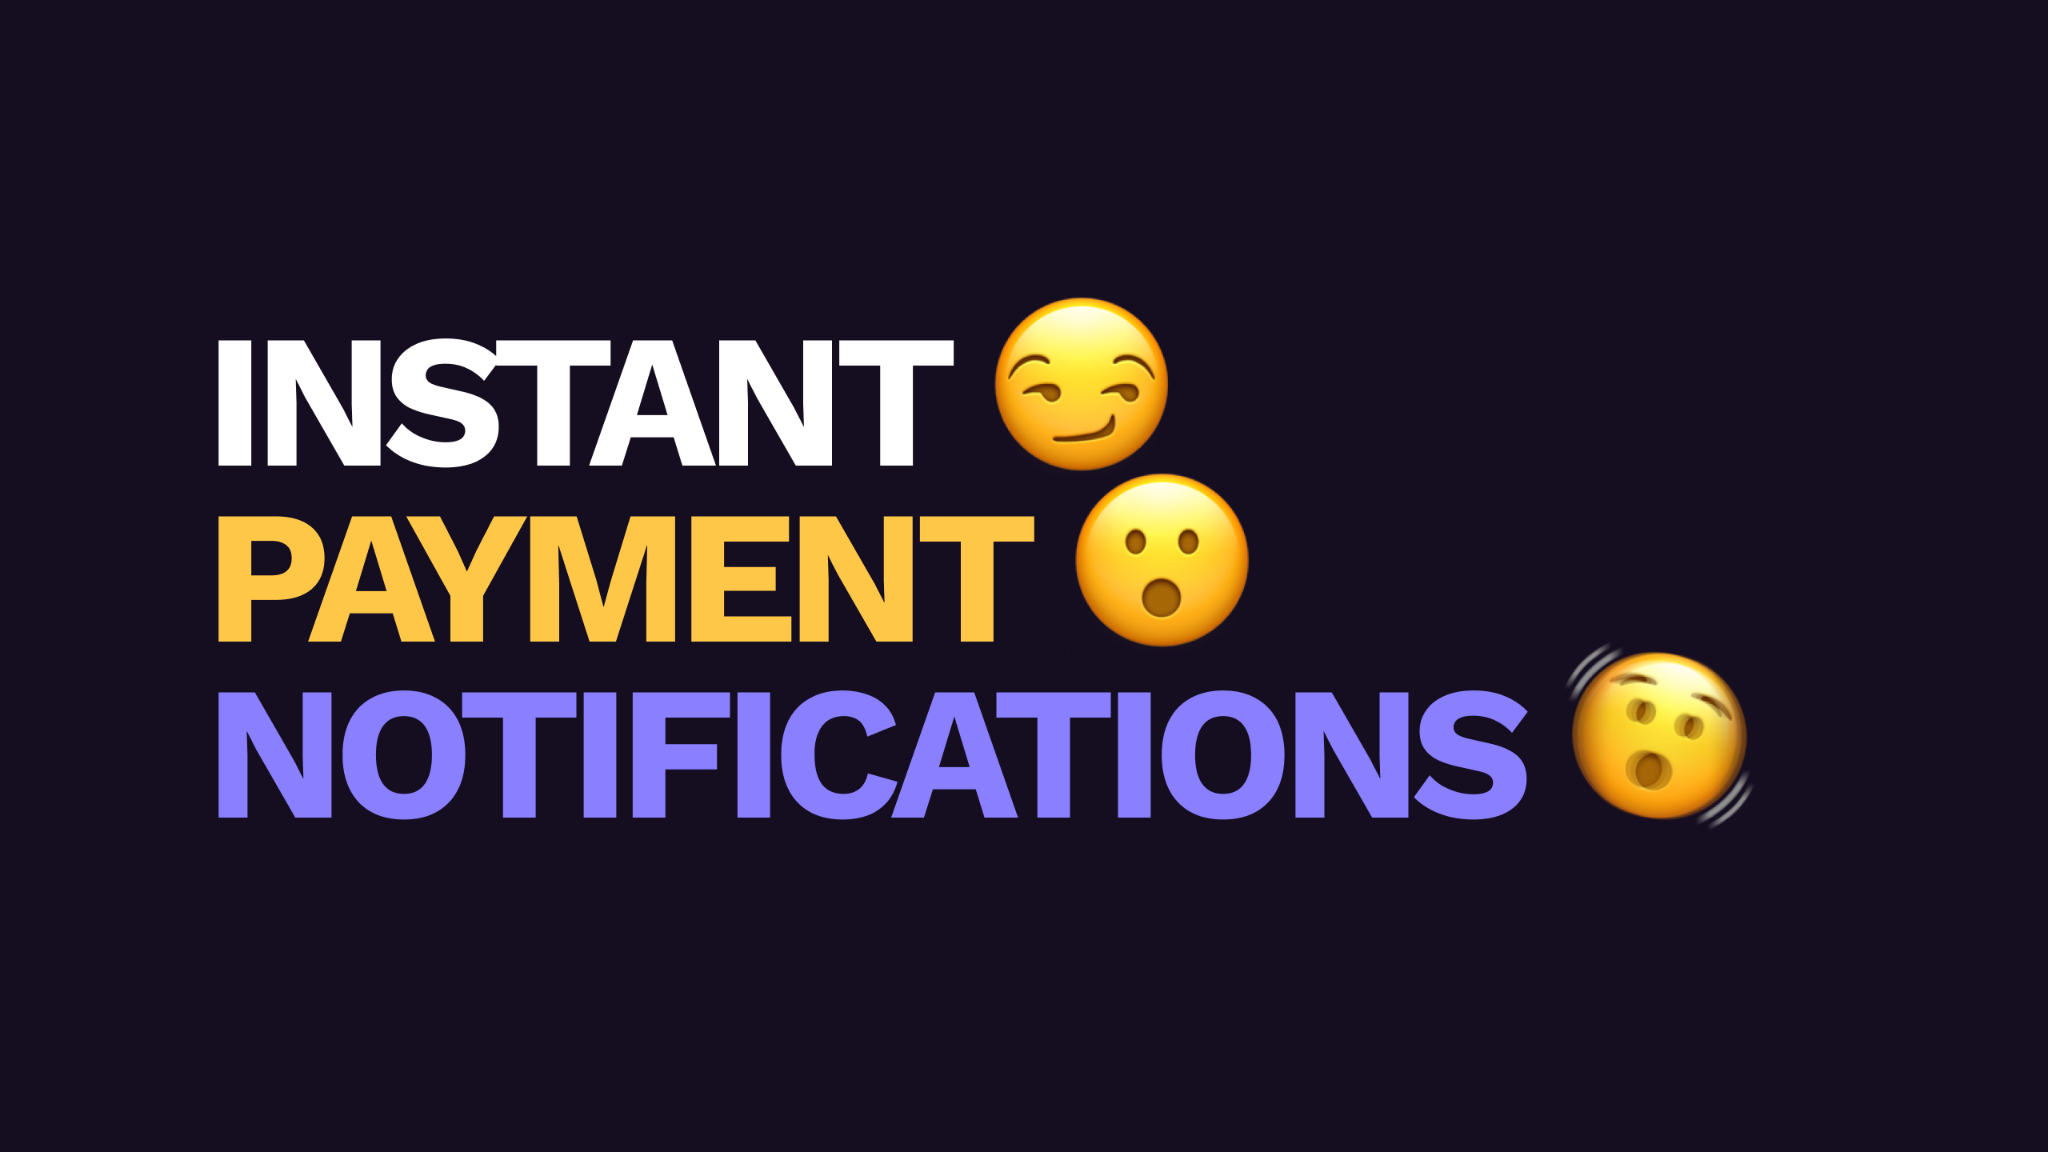 INSTANT 😏
PAYMENT 😮
NOTIFICATIONS 🫨